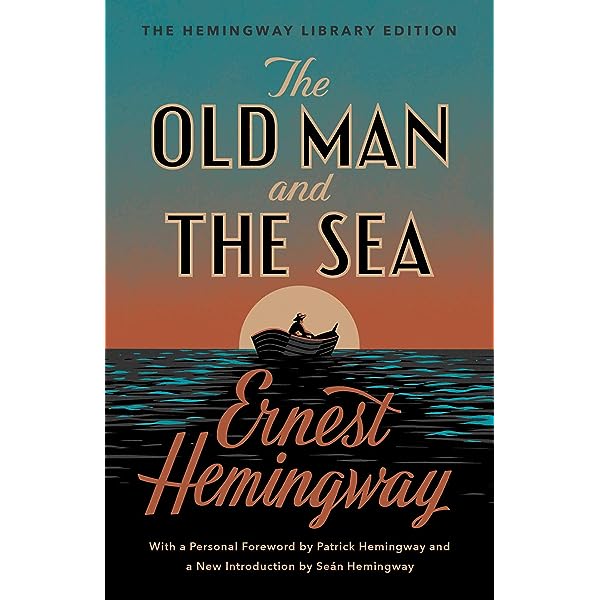 THE HEMINGWAY LIBRARY EDITION
The
OLD MAN
and
THE SEA
Ernest
Hemingway
With a Personal Foreword by Patrick Hemingway and
a New Introduction by Seán Hemingway